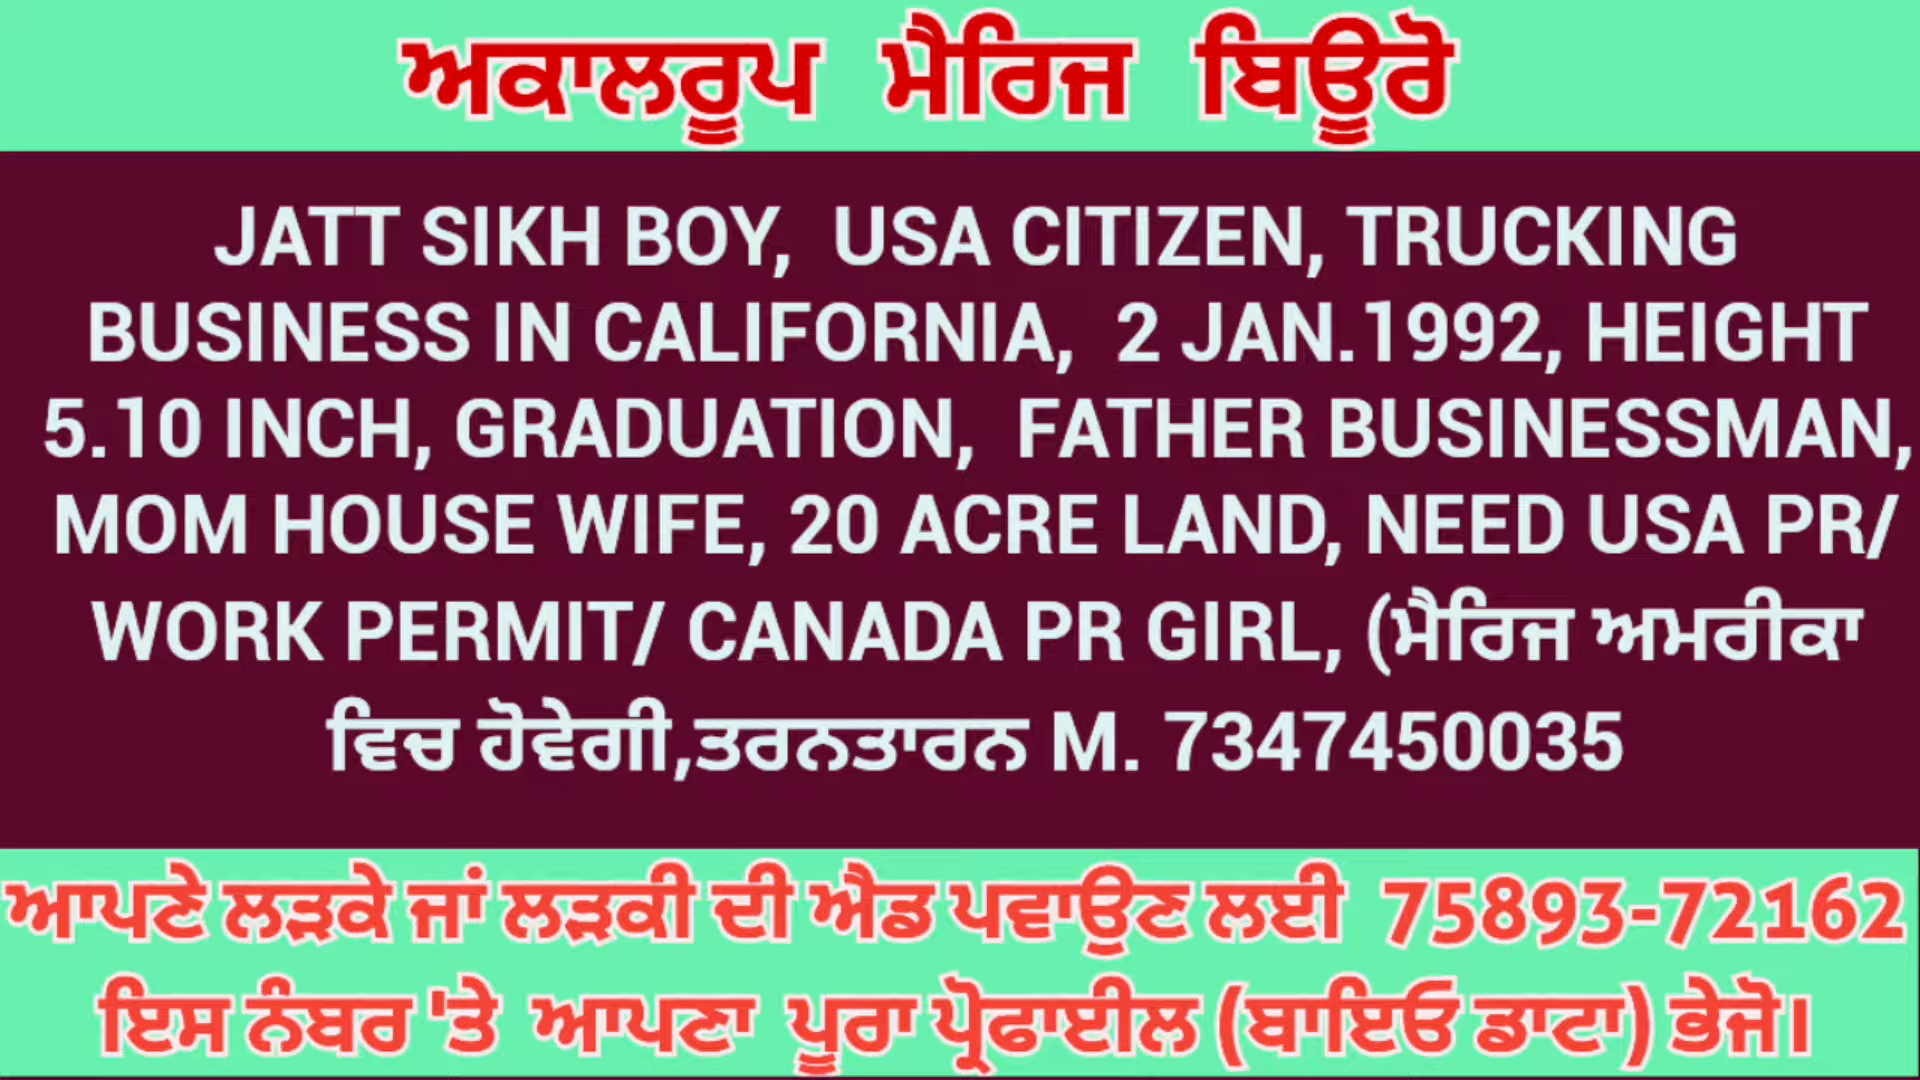 ਅਕਾਲਰੂਪ ਮੈਰਿਜ ਬਿਊਰੋ
JATT SIKH BOY, USA CITIZEN, TRUCKING
BUSINESS IN CALIFORNIA, 2 JAN.1992, HEIGHT
5.10 INCH, GRADUATION, FATHER BUSINESSMAN,
MOM HOUSE WIFE, 20 ACRE LAND, NEED USA PR/
WORK PERMIT/ CANADA PR GIRL, (ਮੈਰਿਜ ਅਮਰੀਕਾ
ਵਿਚ ਹੋਵੇਗੀ,ਤਰਨਤਾਰਨ M. 7347450035
ਆਪਣੇ ਲੜਕੇ ਜਾਂ ਲੜਕੀ ਦੀ ਐਡ ਪਵਾਉਣ ਲਈ 75893-72162
ਇਸ ਨੰਬਰ 'ਤੇ ਆਪਣਾ ਪੂਰਾ ਪ੍ਰੋਫਾਈਲ (ਬਾਇਓ ਡਾਟਾ) ਭੇਜੋ।